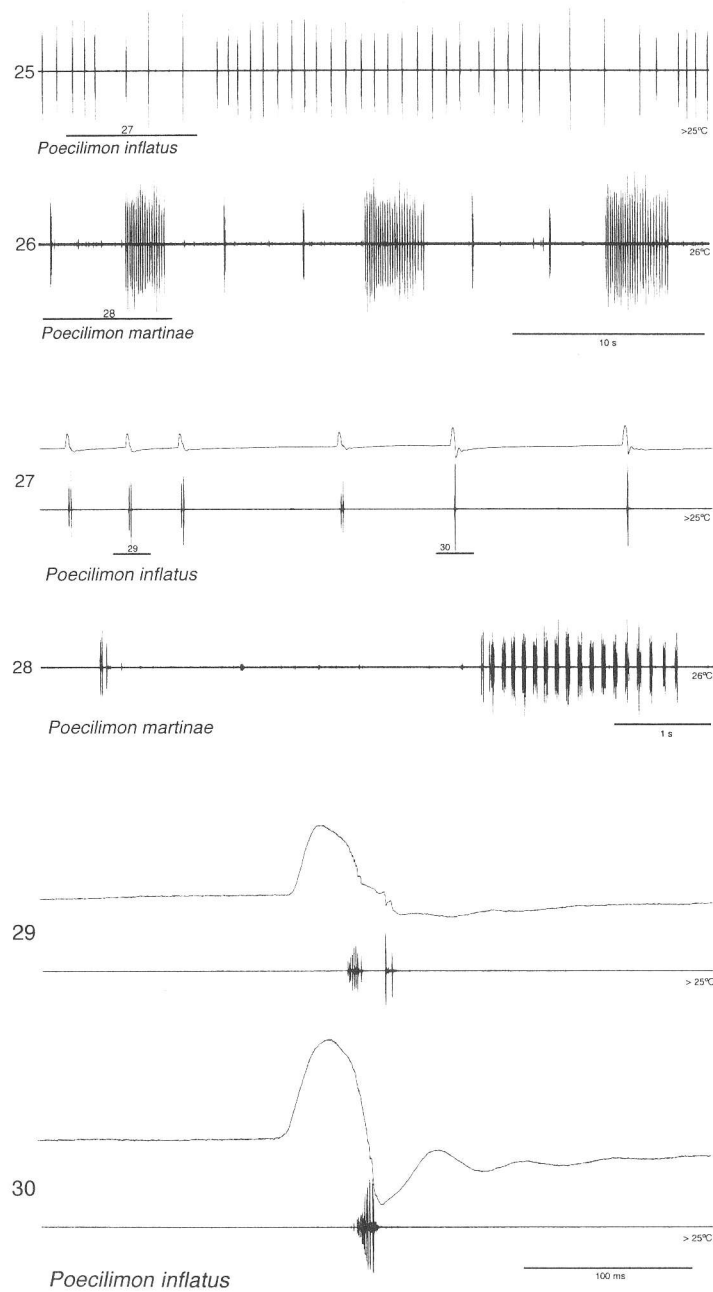 25
27
>25°C
Poecilimon inflatus
26
26°C
28
Poecilimon martinae
10 s
27
>25°C
29
30
Poecilimon inflatus
28
26°C
Poecilimon martinae
1 s
29
> 25°C
30
> 25°C
Poecilimon inflatus
100 ms